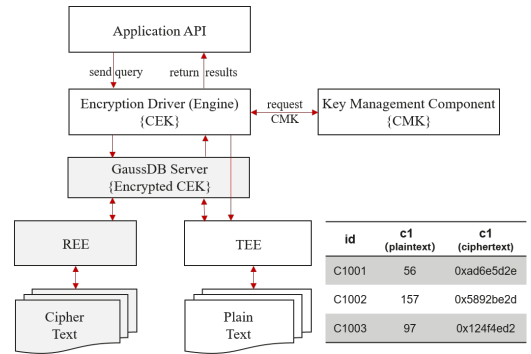 Application API
send query
return results
Encryption Driver (Engine)
{CEK}
request
CMK
Key Management Component
{CMK}
GaussDB Server
{Encrypted CEK}
REE
TEE
Cipher
Text
Plain
Text
id c1 c1
(plaintext) (ciphertext)
C1001 56 0xad6e5d2e
C1002 157 0x5892be2d
C1003 97 0x124f4ed2